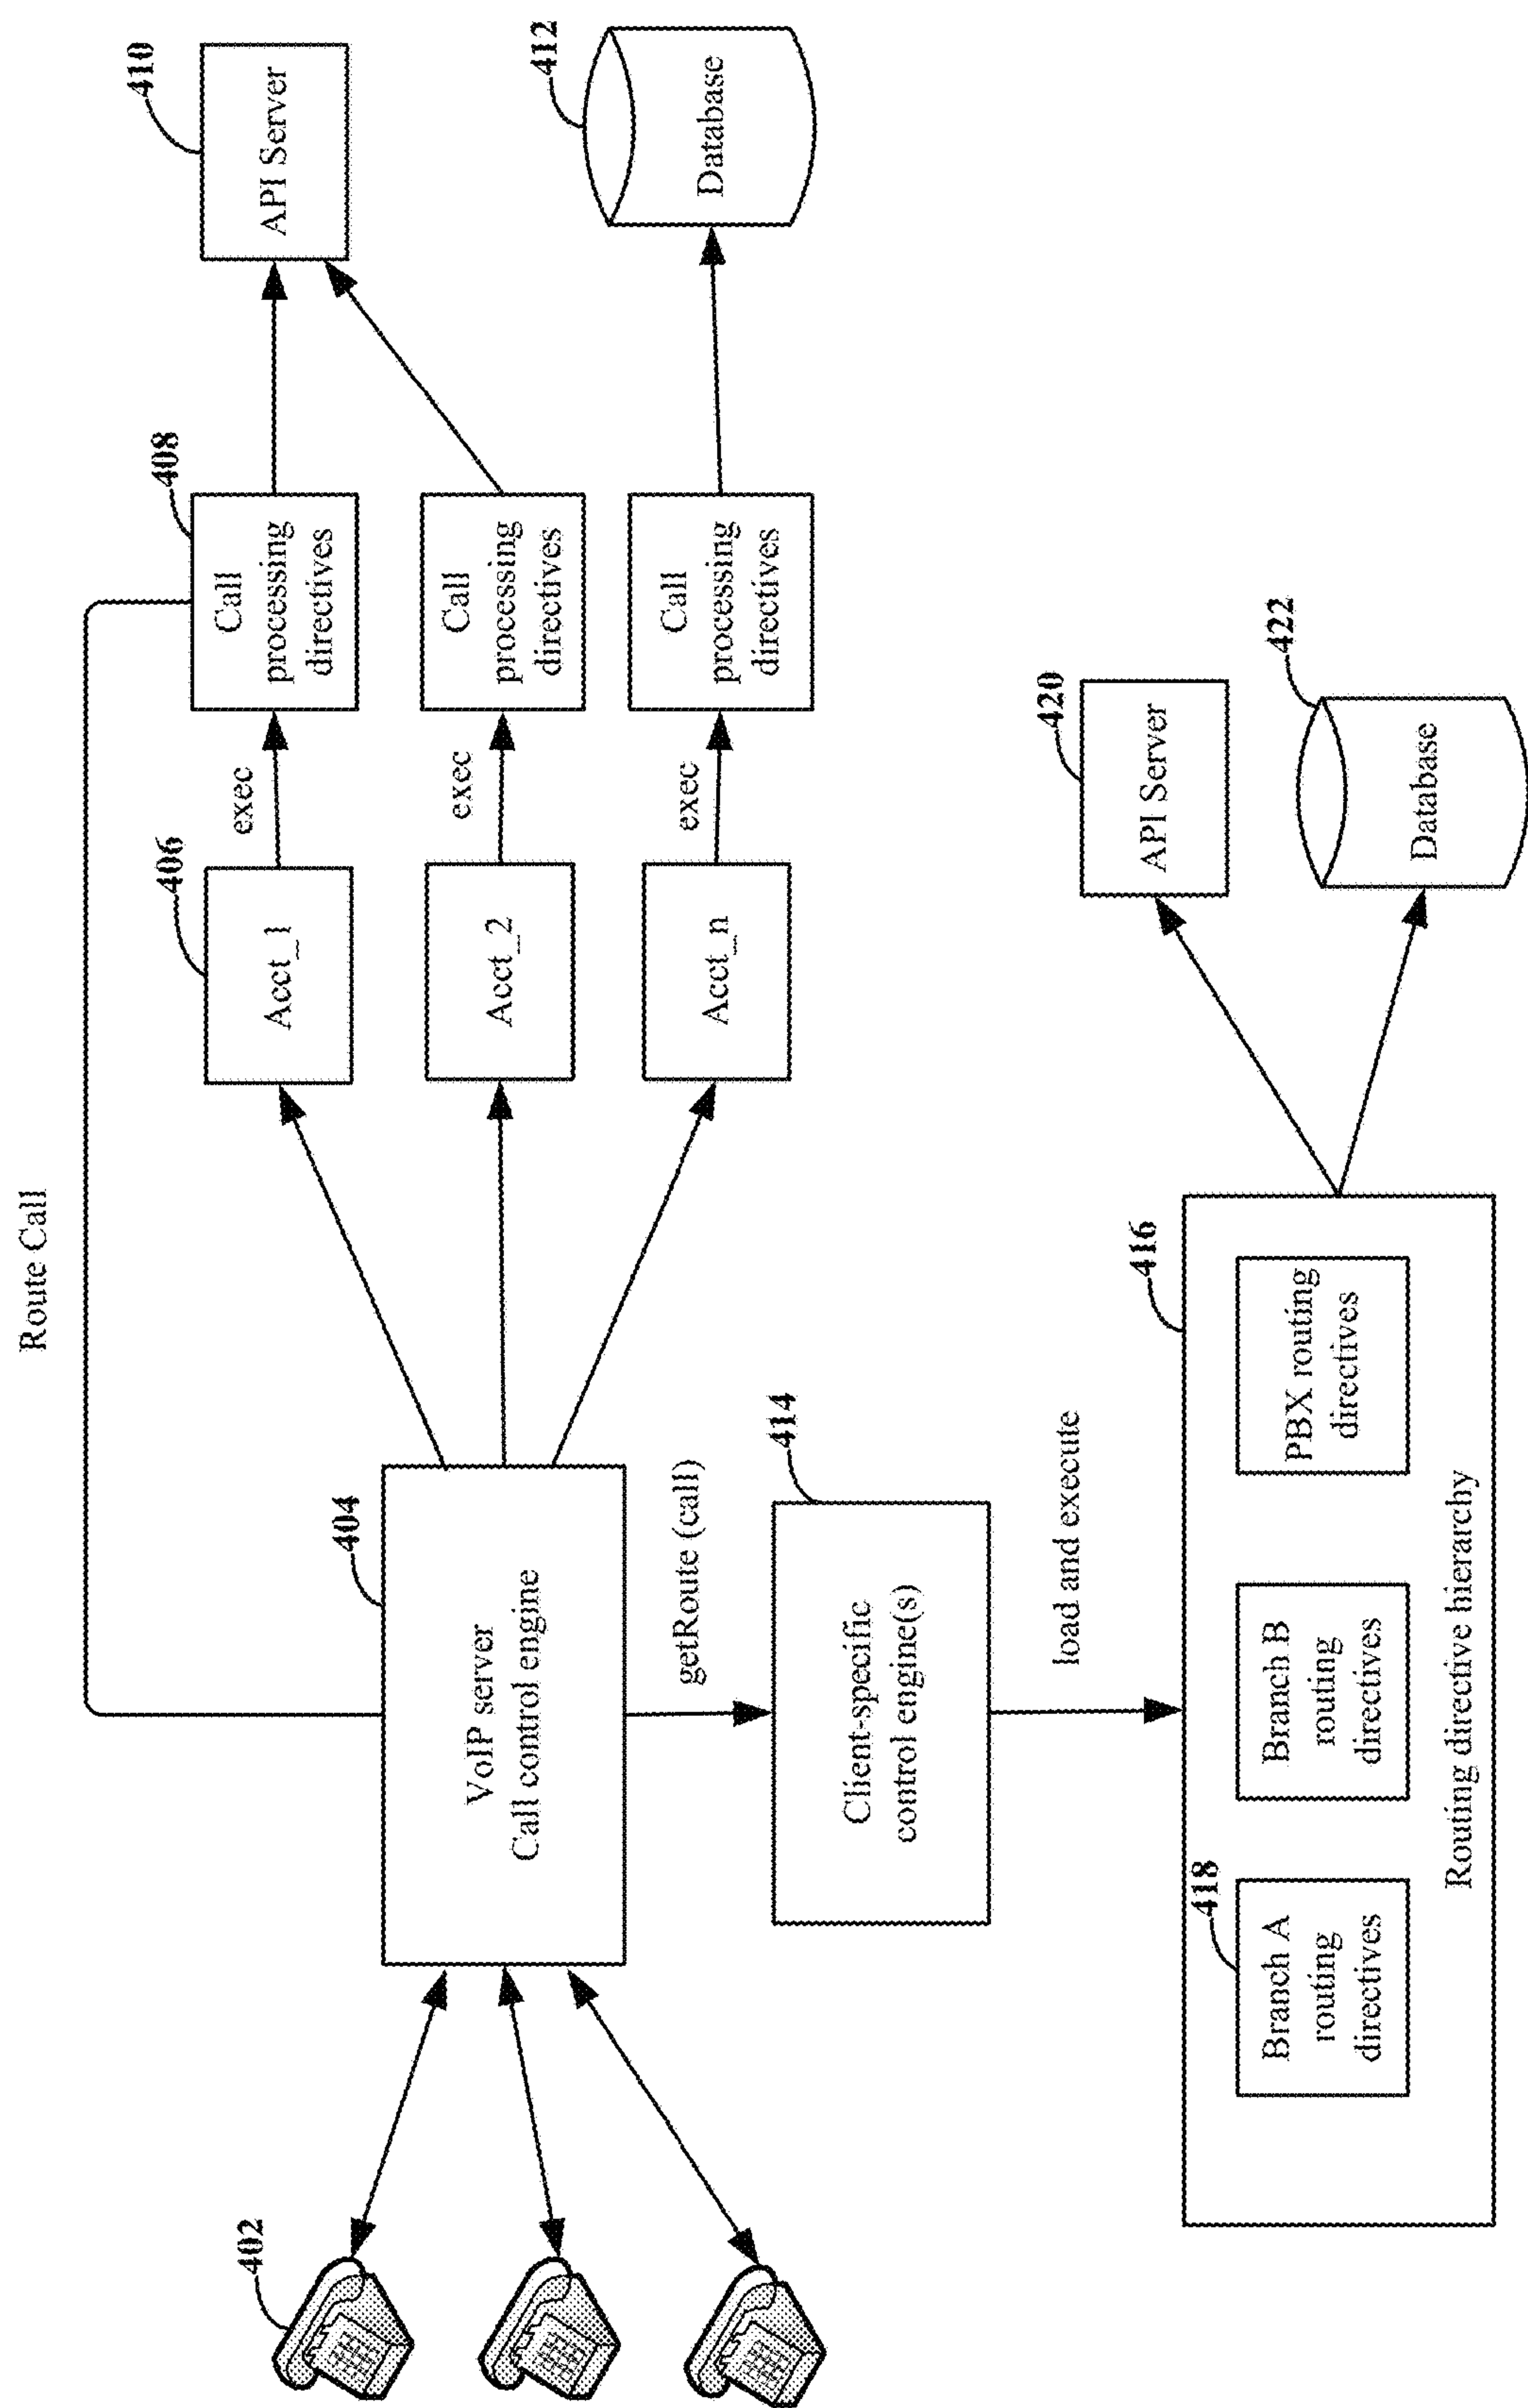 Route Call
402
404
VoIP server
Call control engine
406
Acct_1
Acct_2
Acct_n
exec
exec
exec
408
Call
processing
directives
Call
processing
directives
Call
processing
directives
410
API Server
412
Database
getRoute (call)
414
Client-specific
control engine(s)
load and execute
416
418
Branch A
routing
directives
Branch B
routing
directives
PBX routing
directives
Routing directive hierarchy
420
API Server
422
Database